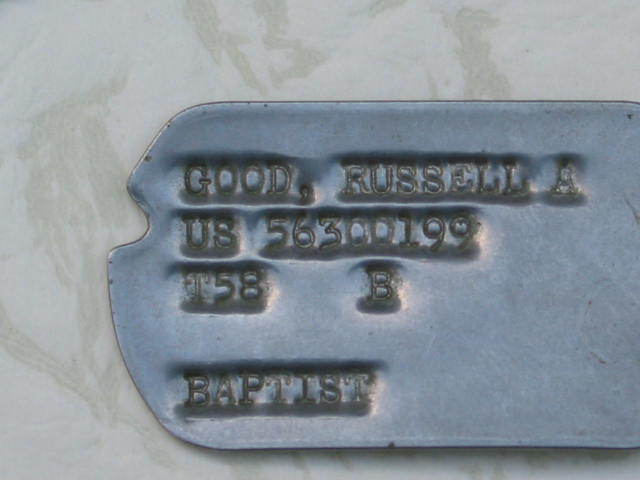 GOOD, RUSSELL A
US 56300199
T58 B
BAPTIST